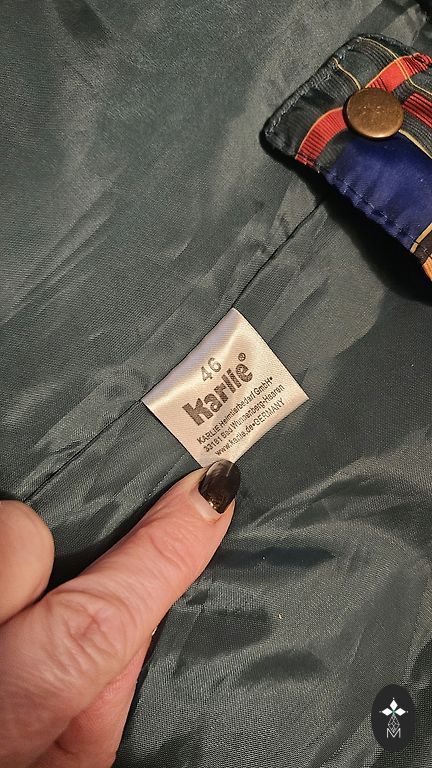 46
Karlie®
KARLIE Heimtierbedarf GmbH•
33181 Bad Wünnenberg-Haaren
www.karlie.de•GERMANY
M